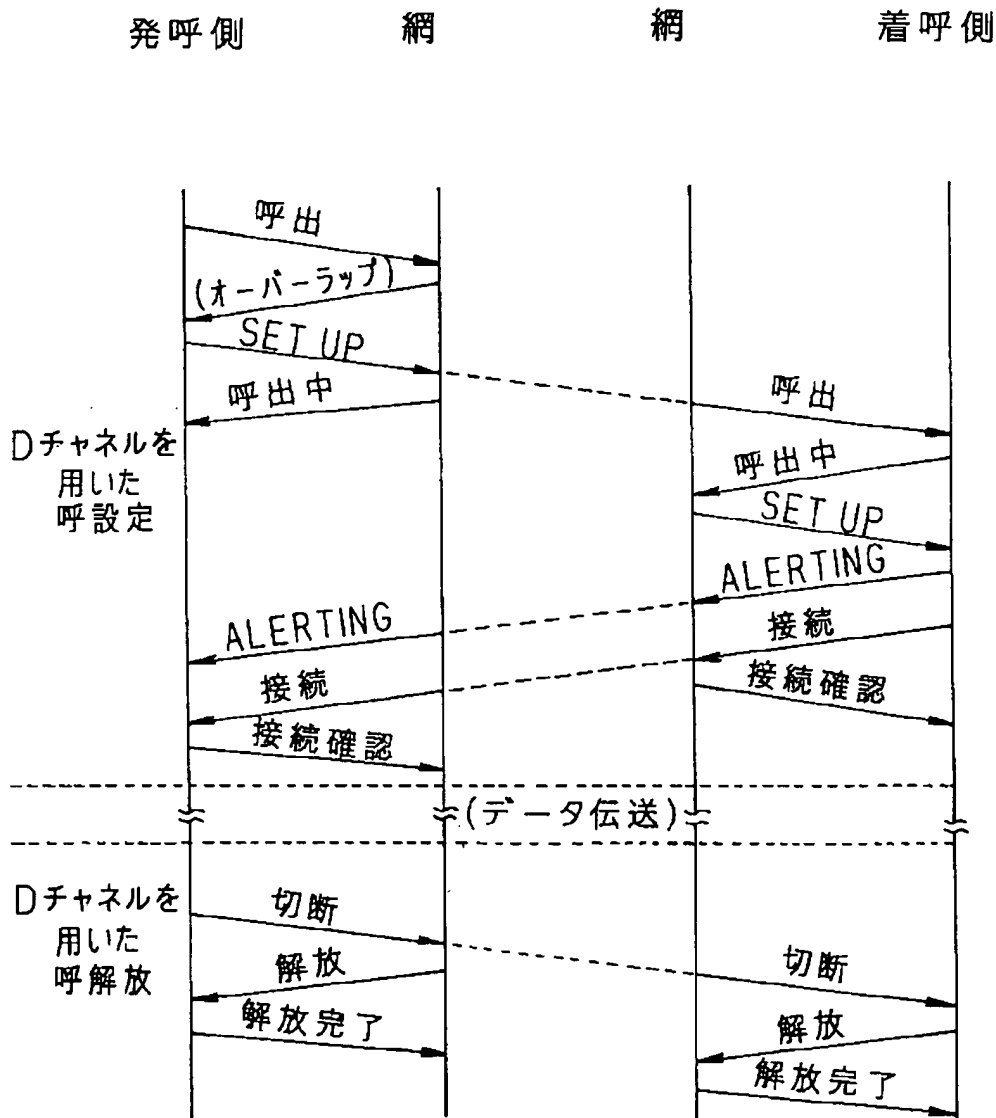 発呼側 網 網 着呼側
呼出
(オーバーラップ)
SET UP
呼出中
呼出
Dチャネルを
用いた
呼設定
呼出中
SET UP
ALERTING
ALERTING
接続
接続
接続確認
接続確認
(データ伝送)
Dチャネルを
用いた
呼解放
切断
解放
切断
解放完了
解放
解放完了